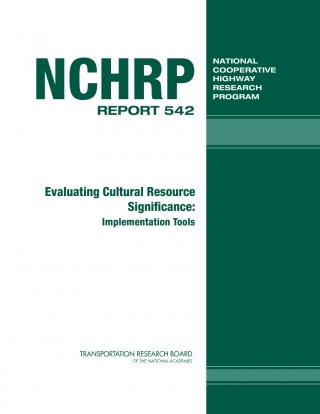 NCHRP
REPORT 542
NATIONAL
COOPERATIVE
HIGHWAY
RESEARCH
PROGRAM
Evaluating Cultural Resource
Significance:
Implementation Tools
TRANSPORTATION RESEARCH BOARD
OF THE NATIONAL ACADEMIES